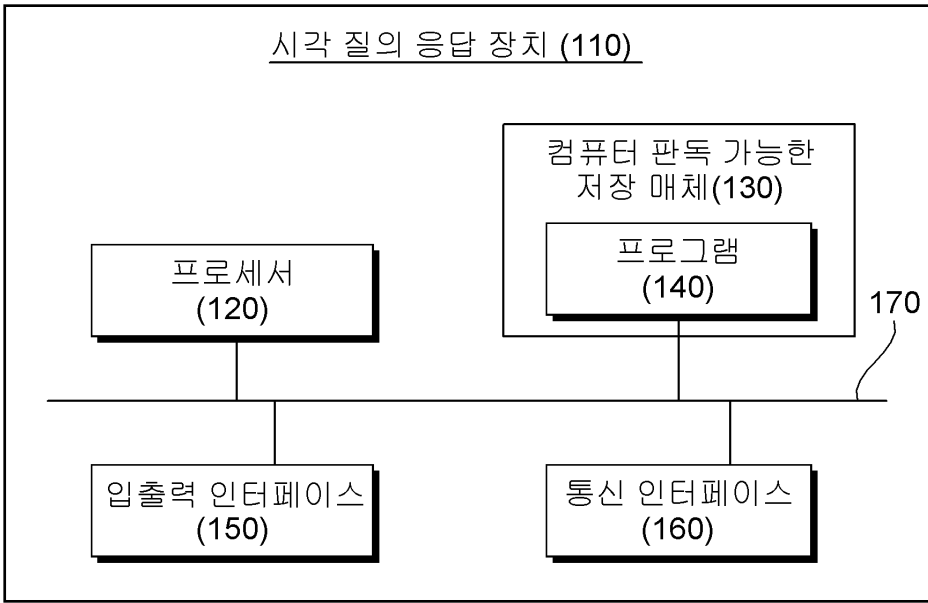 시각 질의 응답 장치 (110)
컴퓨터 판독 가능한
저장 매체(130)
프로그램
(140)
프로세서
(120)
170
입출력 인터페이스
(150)
통신 인터페이스
(160)